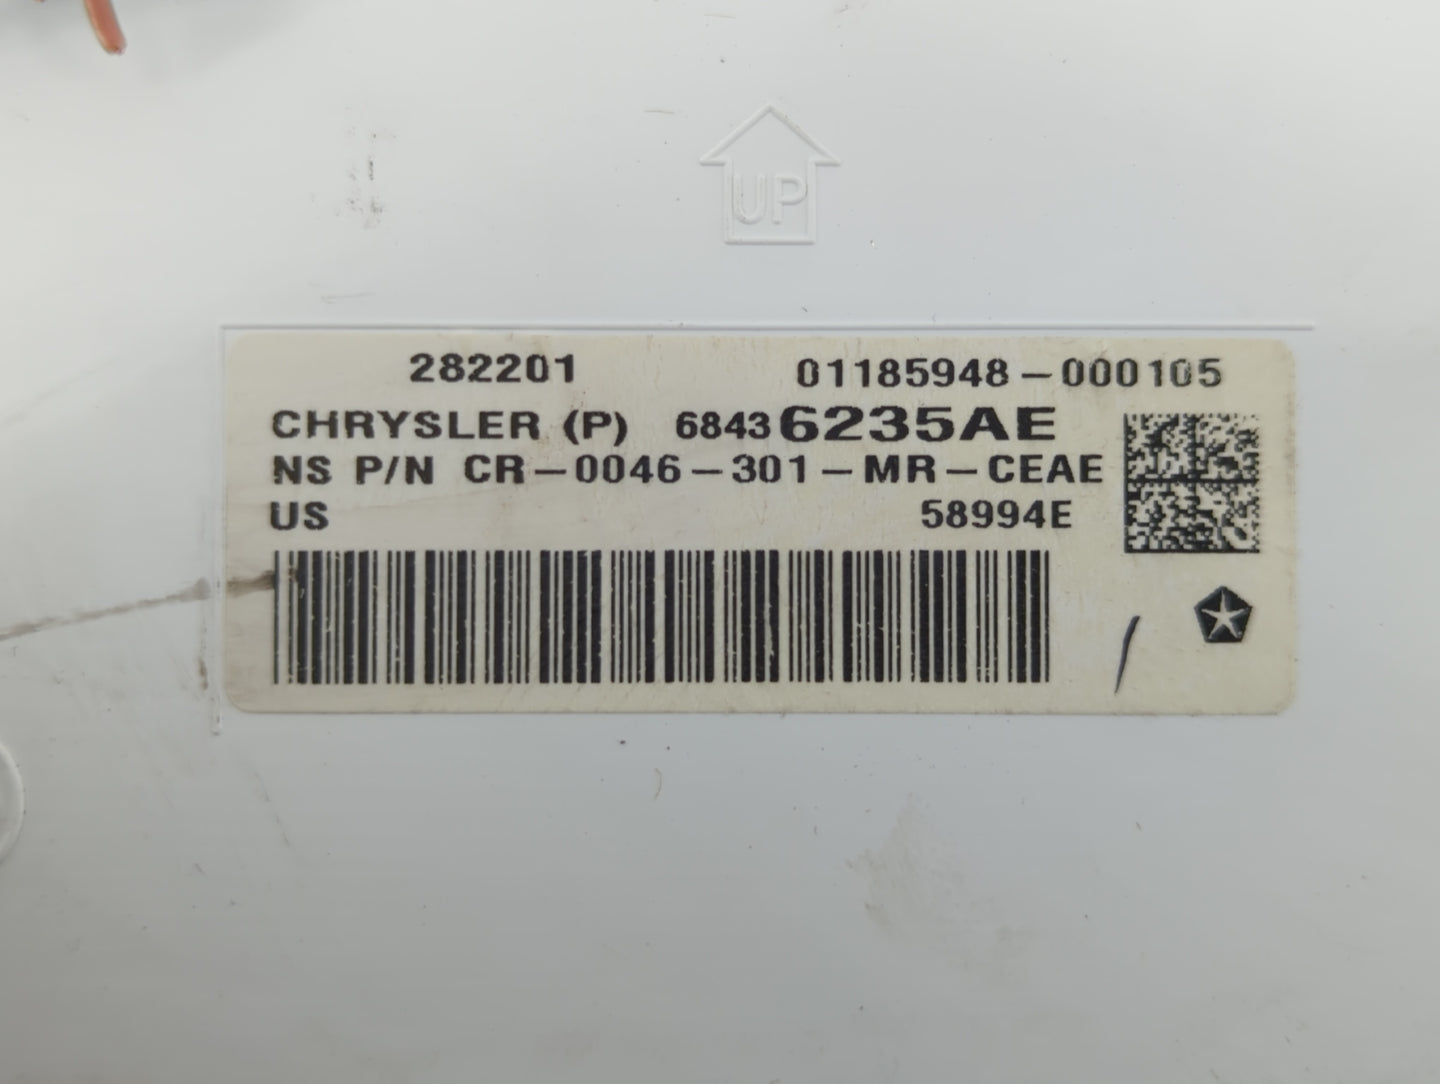 UP
282201 01185948-000105
CHRYSLER (P) 68436235AE
NS P/N CR-0046-301-MR-CEAE
US 58994E